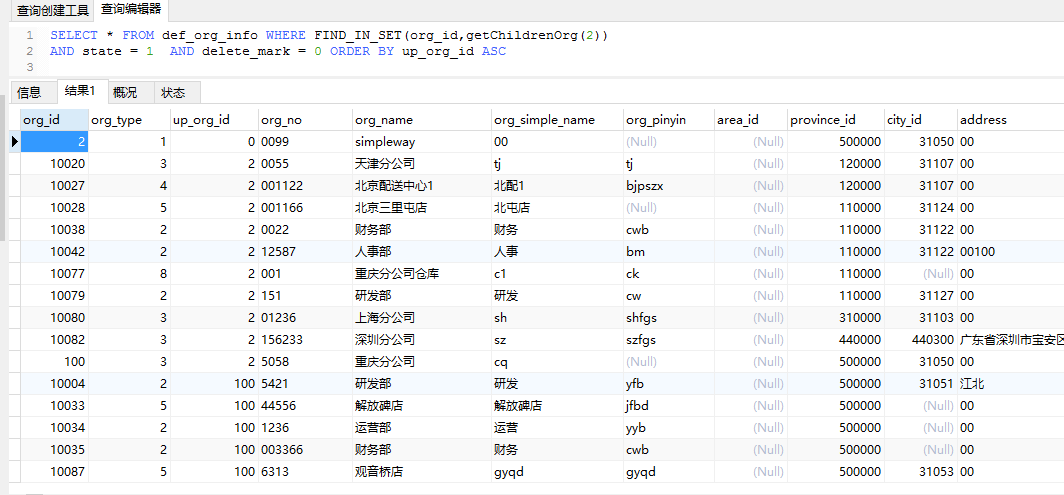 查询创建工具 查询编辑器
1 SELECT * FROM def_org_info WHERE FIND_IN_SET(org_id,getChildrenOrg(2))
2 AND state = 1  AND delete_mark = 0 ORDER BY up_org_id ASC
3
信息 结果1 概况 状态
org_id org_type up_org_id org_no org_name org_simple_name org_pinyin area_id province_id city_id address
2 1 0 0099 simpleway 00 (Null) (Null) 500000 31050 00
10020 3 2 0055 天津分公司 tj tj (Null) 120000 31107 00
10027 4 2 001122 北京配送中心1 北配1 bjpszx (Null) 120000 31107 00
10028 5 2 001166 北京三里屯店 北屯店 (Null) (Null) 110000 31124 00
10038 2 2 0022 财务部 财务 cwb (Null) 110000 31122 00
10042 2 2 12587 人事部 人事 bm (Null) 110000 31122 00100
10077 8 2 001 重庆分公司仓库 c1 ck (Null) 110000 (Null) 00
10079 2 2 151 研发部 研发 cw (Null) 110000 31127 00
10080 3 2 01236 上海分公司 sh shfgs (Null) 310000 31103 00
10082 3 2 156233 深圳分公司 sz szfgs (Null) 440000 440300 广东省深圳市宝安区
100 3 2 5058 重庆分公司 cq (Null) (Null) 500000 31050 00
10004 2 100 5421 研发部 研发 yfb (Null) 500000 31051 江北
10033 5 100 44556 解放碑店 解放碑店 jfbd (Null) 500000 (Null) 00
10034 2 100 1236 运营部 运营 yyb (Null) 500000 (Null) 00
10035 2 100 003366 财务部 财务 cwb (Null) 500000 (Null) 00
10087 5 100 6313 观音桥店 gyqd gyqd (Null) 500000 31053 00